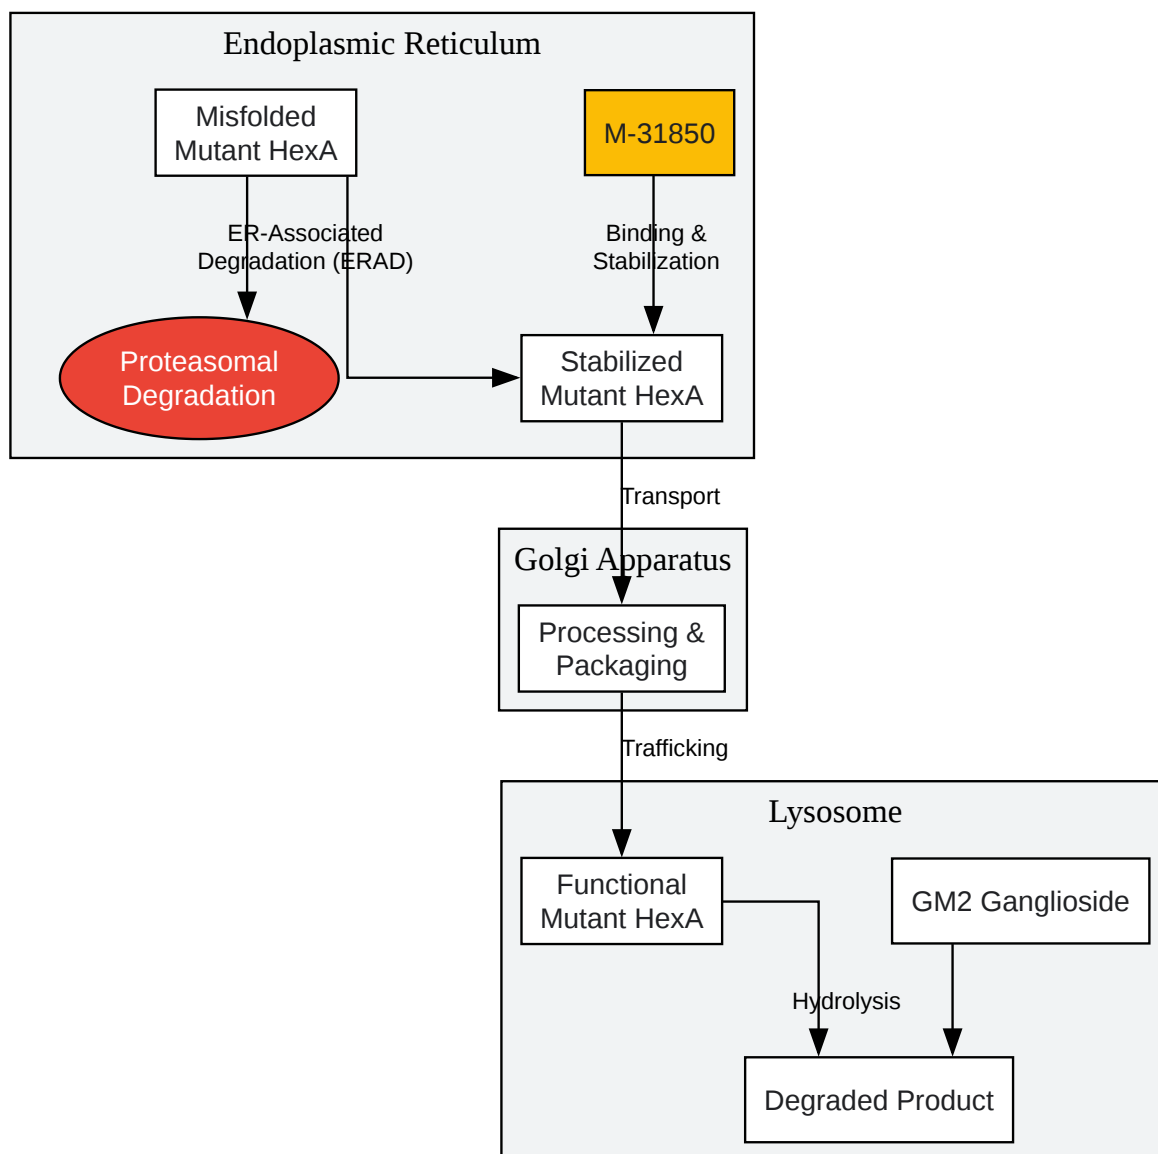 Endoplasmic Reticulum
Misfolded
Mutant HexA
M-31850
ER-Associated
Degradation (ERAD)
Binding &
Stabilization
Proteasomal
Degradation
Stabilized
Mutant HexA
Transport
Golgi Apparatus
Processing &
Packaging
Trafficking
Lysosome
Functional
Mutant HexA
GM2 Ganglioside
Hydrolysis
Degraded Product